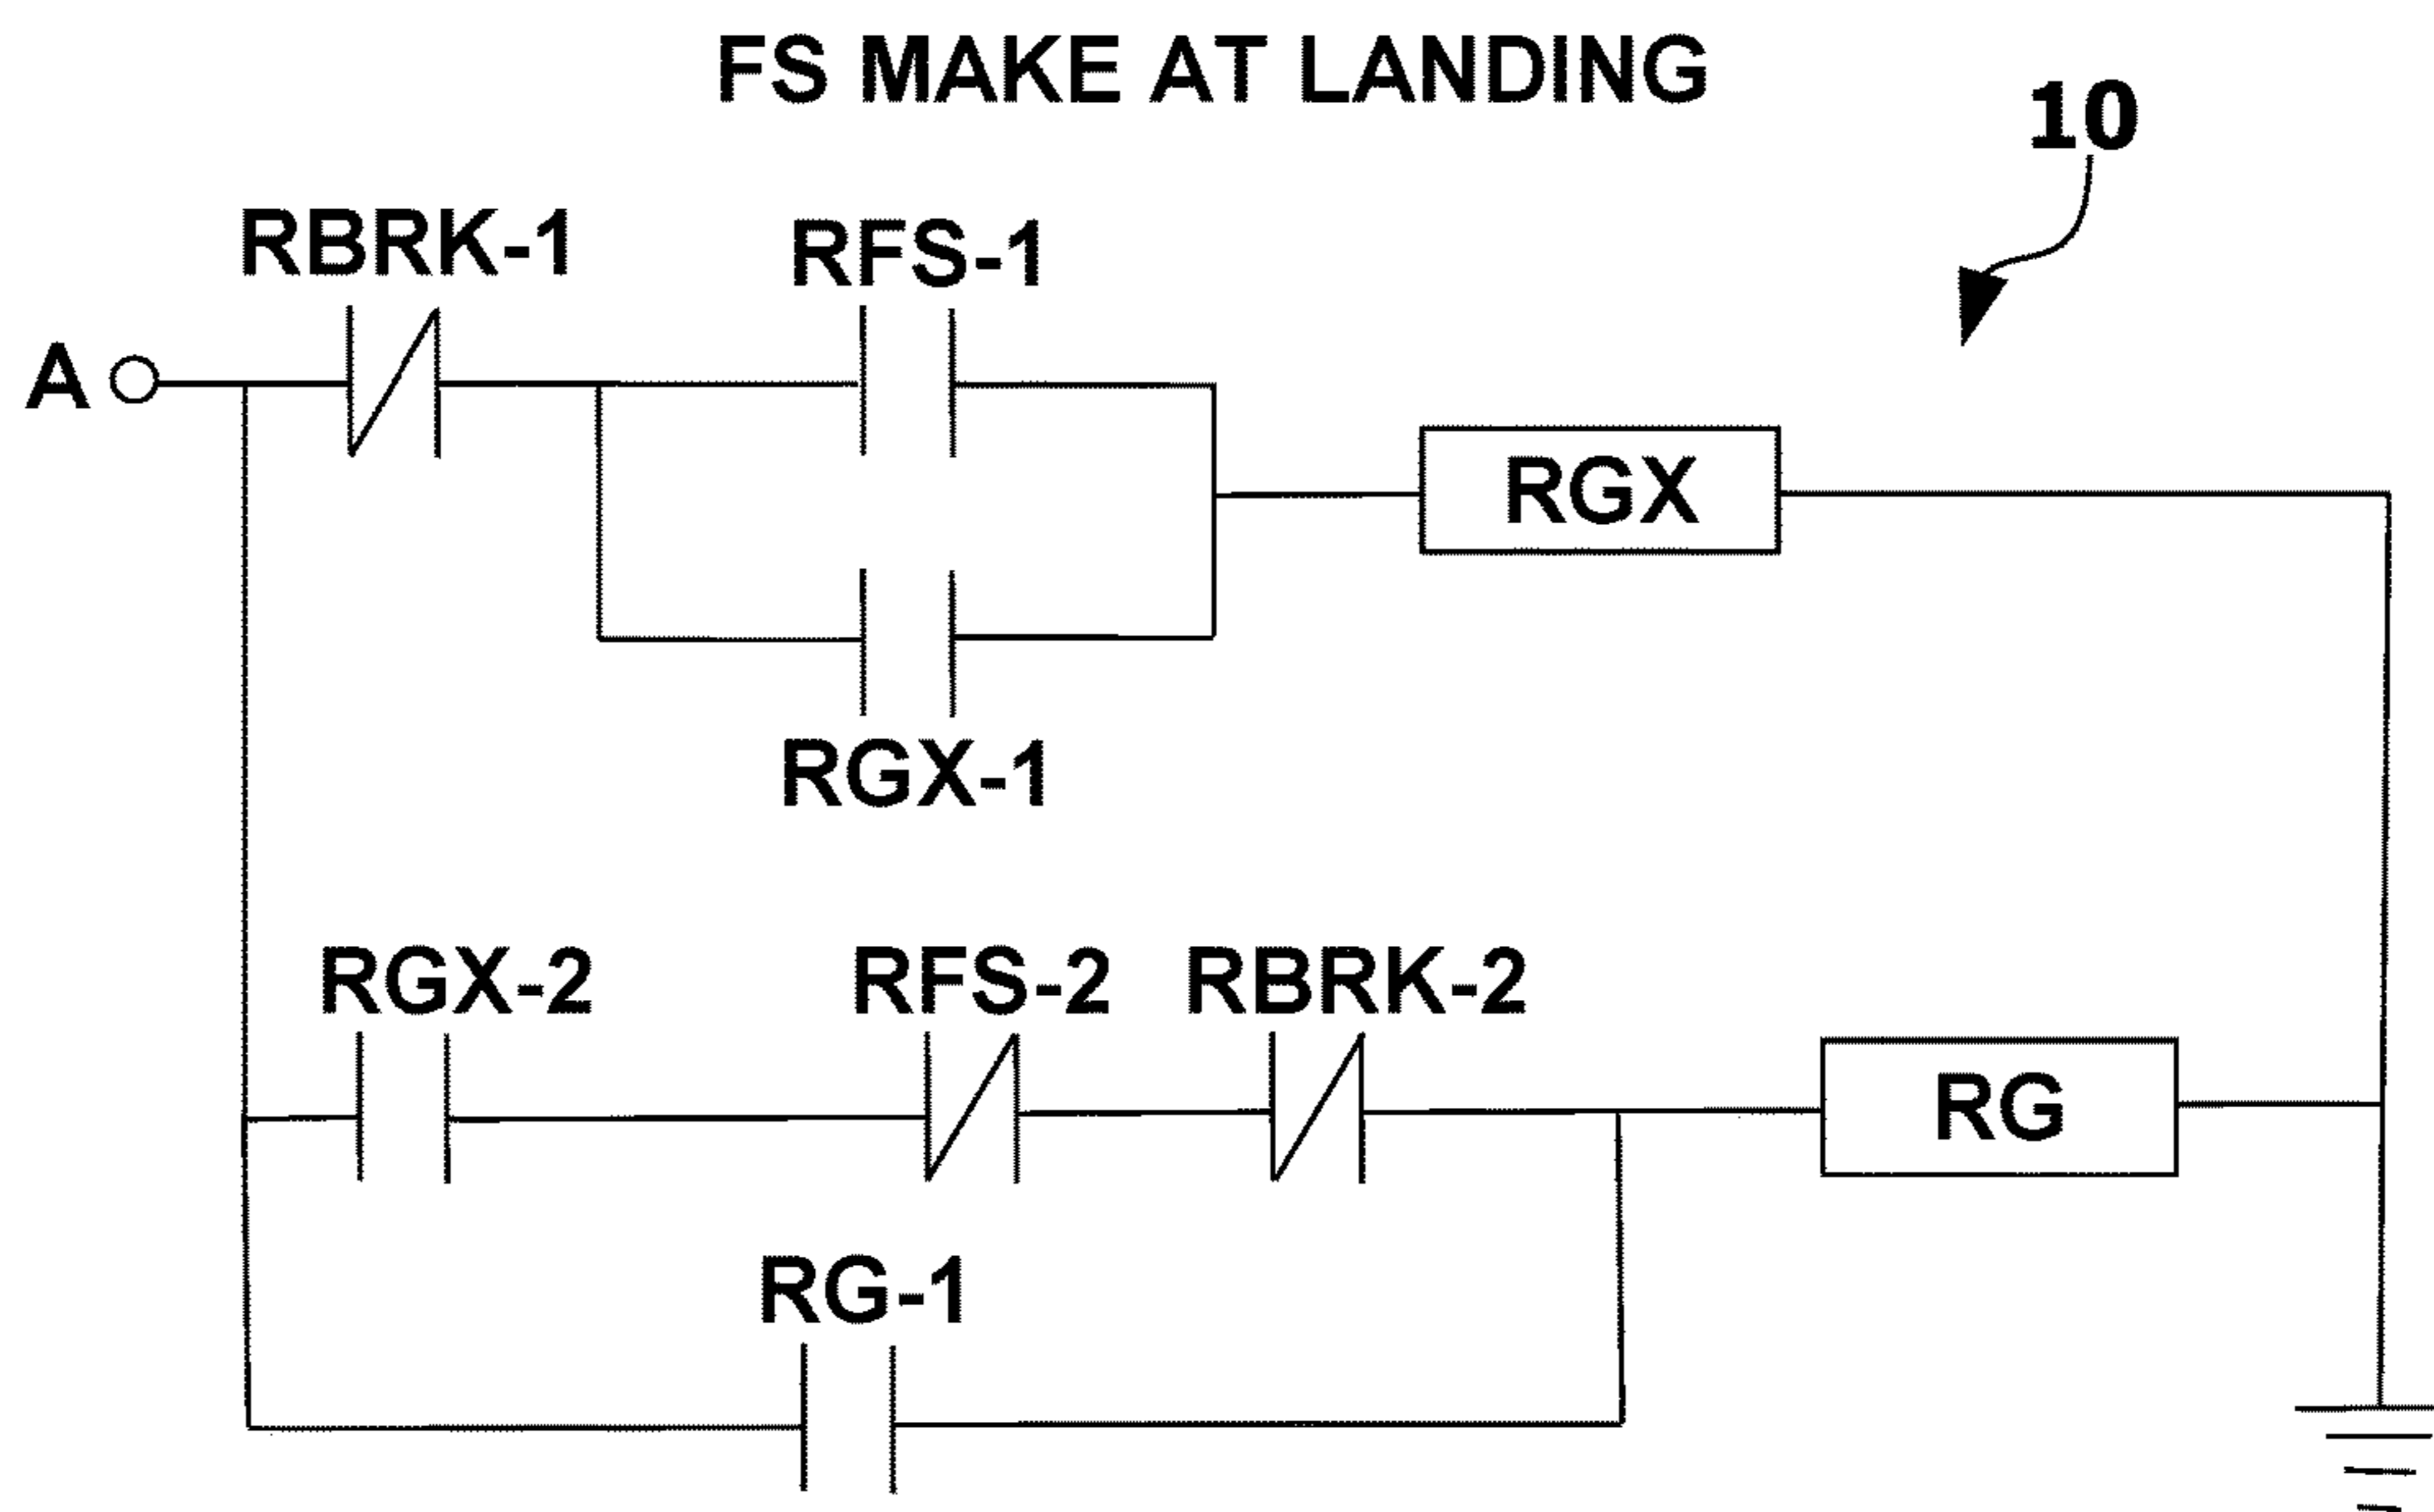 FS MAKE AT LANDING
10
RBRK-1
RFS-1
A
RGX
RGX-1
RGX-2
RFS-2
RBRK-2
RG
RG-1